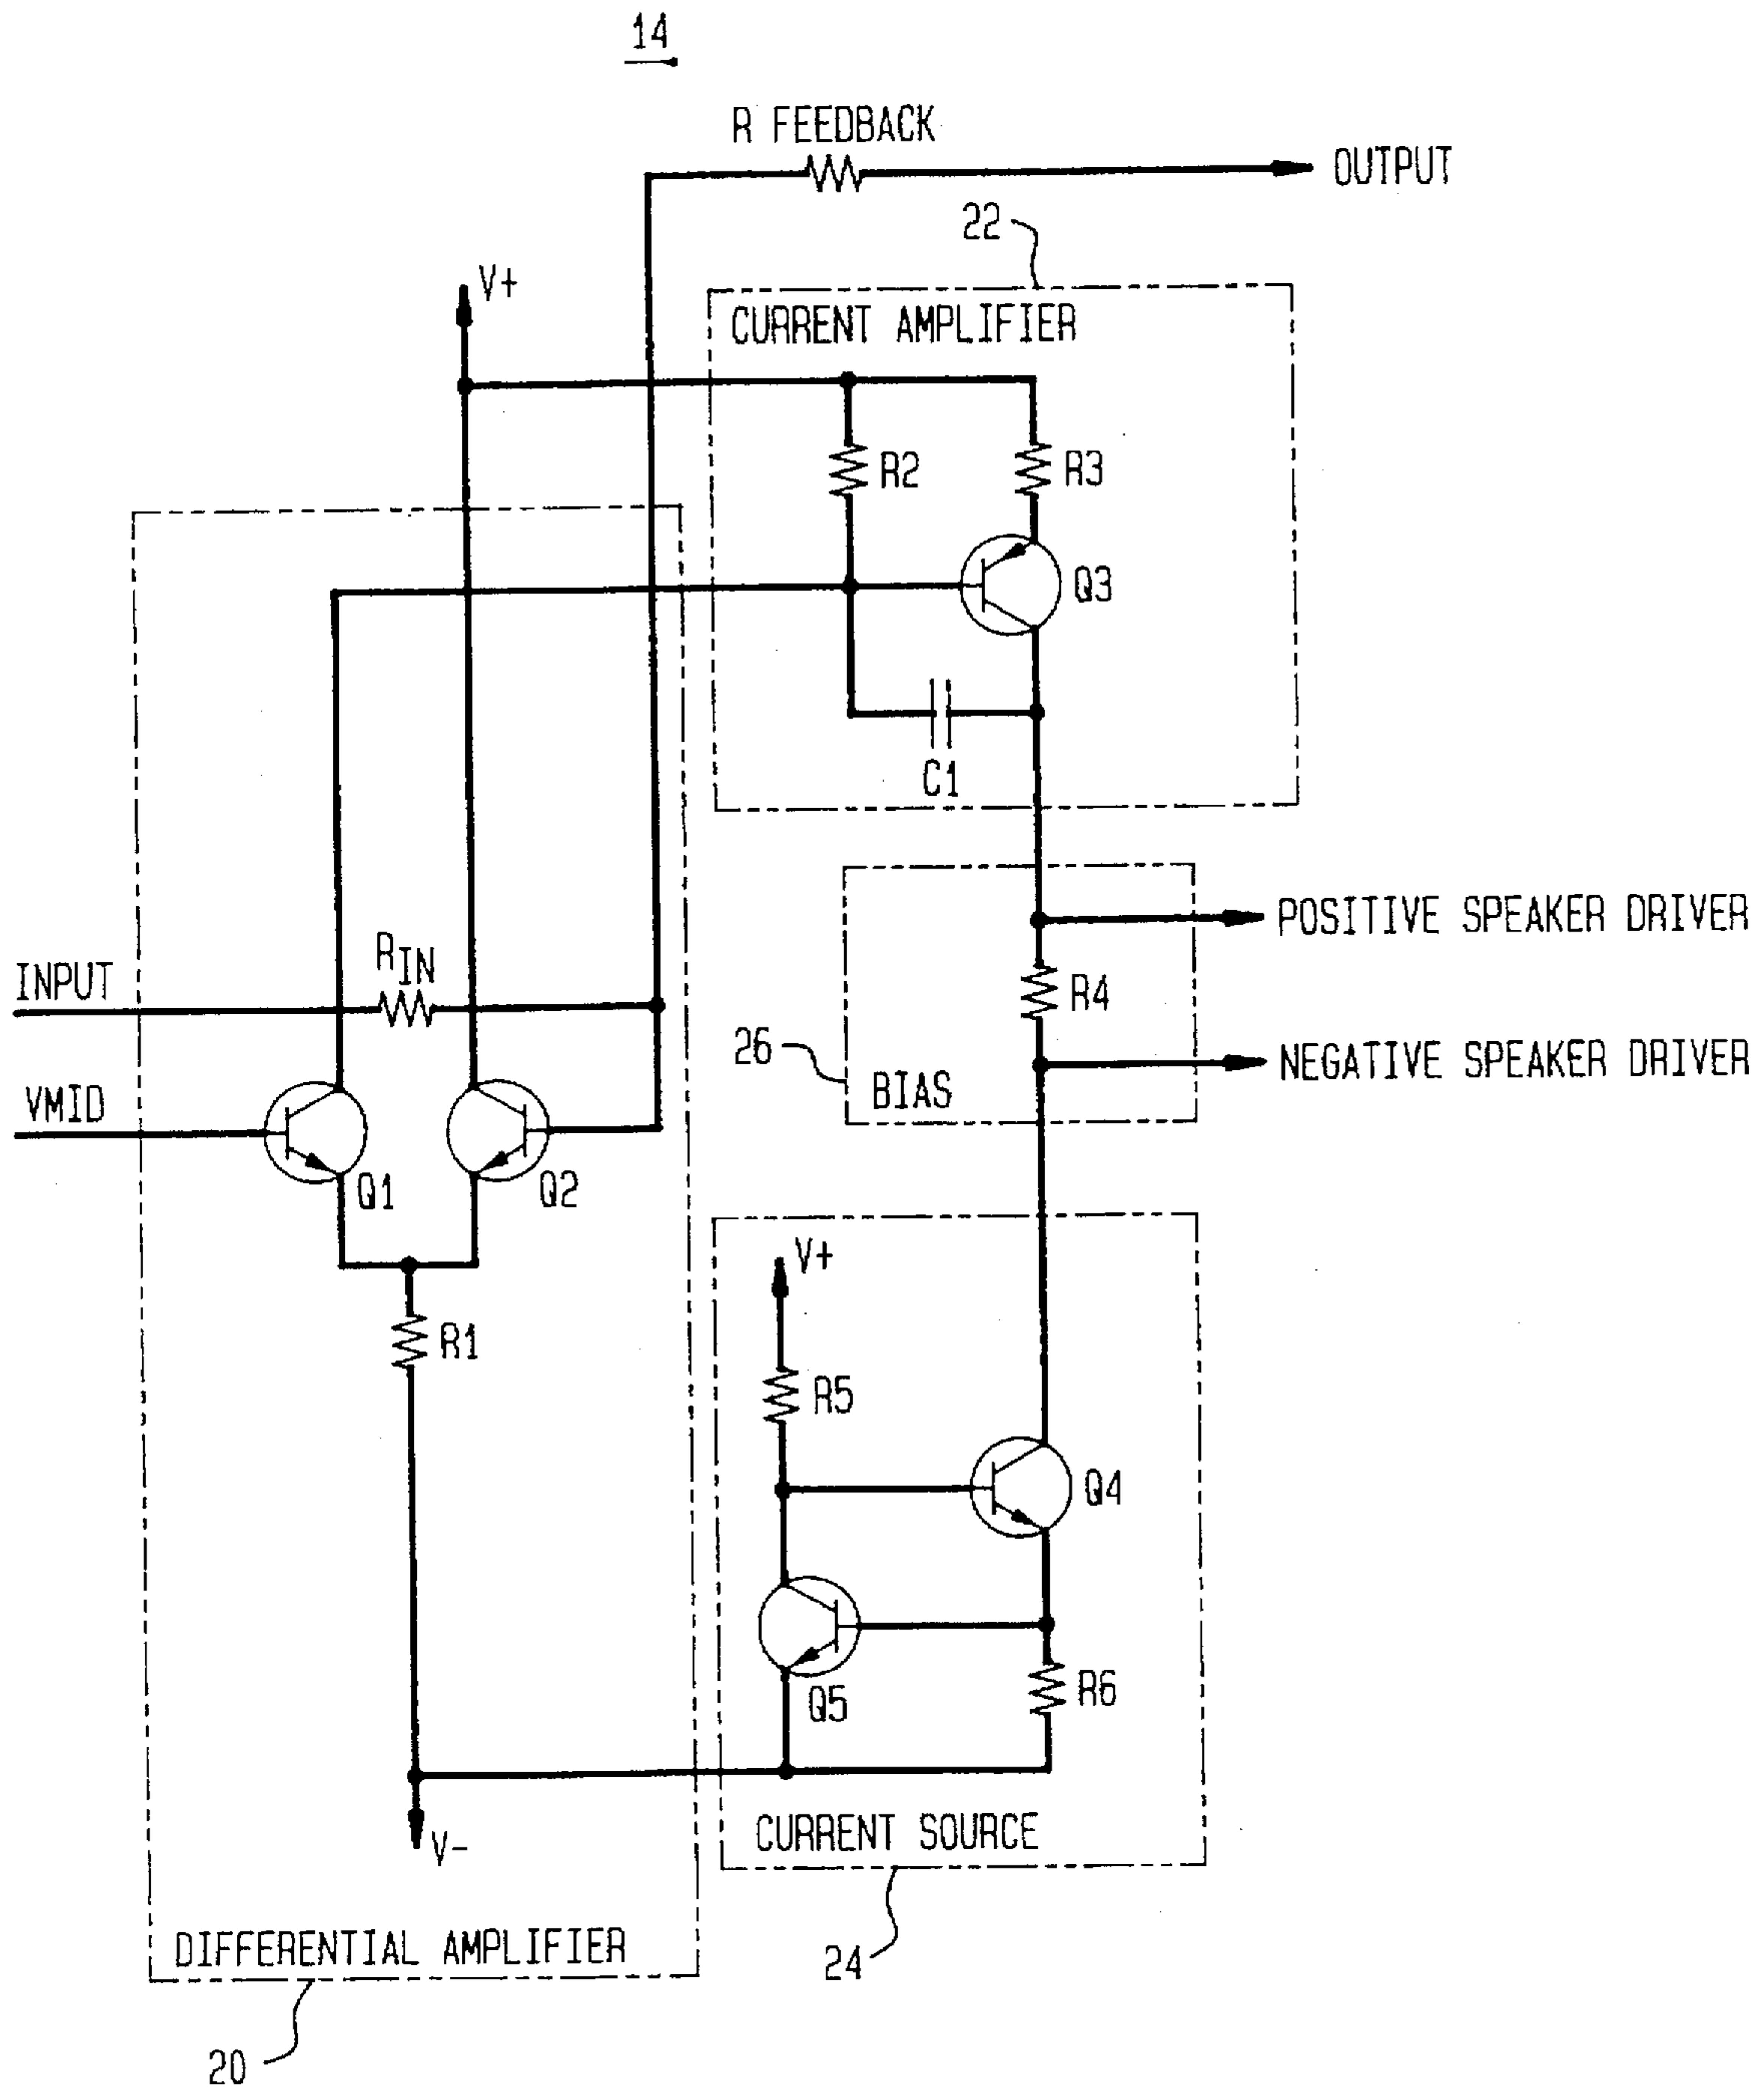 14
R FEEDBACK
OUTPUT
22
V+
CURRENT AMPLIFIER
R2
R3
Q3
C1
POSITIVE SPEAKER DRIVER
RIN
INPUT
R4
26
NEGATIVE SPEAKER DRIVER
VMID
BIAS
Q1
Q2
V+
R1
R5
Q4
R6
Q5
CURRENT SOURCE
V-
DIFFERENTIAL AMPLIFIER
24
20